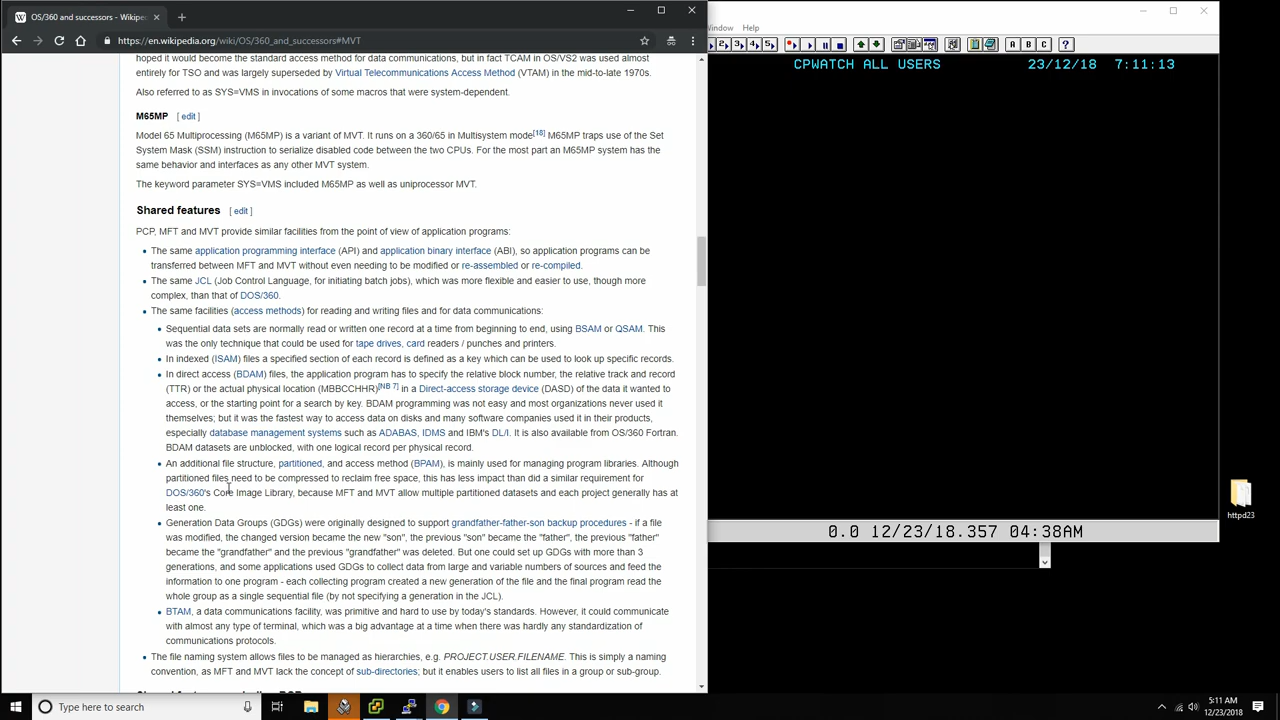 OS/360 and successors - Wikipe
https://en.wikipedia.org/wiki/OS/360_and_successors#MVT
hoped it would become the standard access method for data communications, but in fact TCAM in OS/VS2 was used almost
entirely for TSO and was largely superseded by Virtual Telecommunications Access Method (VTAM) in the mid-to-late 1970s.
Also referred to as SYS=VMS in invocations of some macros that were system-dependent.
M65MP [ edit ]
Model 65 Multiprocessing (M65MP) is a variant of MVT. It runs on a 360/65 in Multisystem mode[18] M65MP traps use of the Set
System Mask (SSM) instruction to serialize disabled code between the two CPUs. For the most part an M65MP system has the
same behavior and interfaces as any other MVT system.
The keyword parameter SYS=VMS included M65MP as well as uniprocessor MVT.
Shared features [ edit ]
PCP, MFT and MVT provide similar facilities from the point of view of application programs:
The same application programming interface (API) and application binary interface (ABI), so application programs can be
transferred between MFT and MVT without even needing to be modified or re-assembled or re-compiled.
The same JCL (Job Control Language, for initiating batch jobs), which was more flexible and easier to use, though more
complex, than that of DOS/360.
The same facilities (access methods) for reading and writing files and for data communications:
Sequential data sets are normally read or written one record at a time from beginning to end, using BSAM or QSAM. This
was the only technique that could be used for tape drives, card readers / punches and printers.
In indexed (ISAM) files a specified section of each record is defined as a key which can be used to look up specific records.
In direct access (BDAM) files, the application program has to specify the relative block number, the relative track and record
(TTR) or the actual physical location (MBBCCHHR)[NB 7] in a Direct-access storage device (DASD) of the data it wanted to
access, or the starting point for a search by key. BDAM programming was not easy and most organizations never used it
themselves; but it was the fastest way to access data on disks and many software companies used it in their products,
especially database management systems such as ADABAS, IDMS and IBM's DL/I. It is also available from OS/360 Fortran.
BDAM datasets are unblocked, with one logical record per physical record.
An additional file structure, partitioned, and access method (BPAM), is mainly used for managing program libraries. Although
partitioned files need to be compressed to reclaim free space, this has less impact than did a similar requirement for
DOS/360's Core Image Library, because MFT and MVT allow multiple partitioned datasets and each project generally has at
least one.
Generation Data Groups (GDGs) were originally designed to support grandfather-father-son backup procedures - if a file
was modified, the changed version became the new "son", the previous "son" became the "father", the previous "father"
became the "grandfather" and the previous "grandfather" was deleted. But one could set up GDGs with more than 3
generations, and some applications used GDGs to collect data from large and variable numbers of sources and feed the
information to one program - each collecting program created a new generation of the file and the final program read the
whole group as a single sequential file (by not specifying a generation in the JCL).
BTAM, a data communications facility, was primitive and hard to use by today's standards. However, it could communicate
with almost any type of terminal, which was a big advantage at a time when there was hardly any standardization of
communications protocols.
The file naming system allows files to be managed as hierarchies, e.g. PROJECT.USER.FILENAME. This is simply a naming
convention, as MFT and MVT lack the concept of sub-directories; but it enables users to list all files in a group or sub-group.
Window Help
2 3 4 5 A B C ?
CPWATCH ALL USERS 23/12/18 7:11:13
0.0 12/23/18.357 04:38AM
httpd23
Type here to search
5:11 AM
12/23/2018